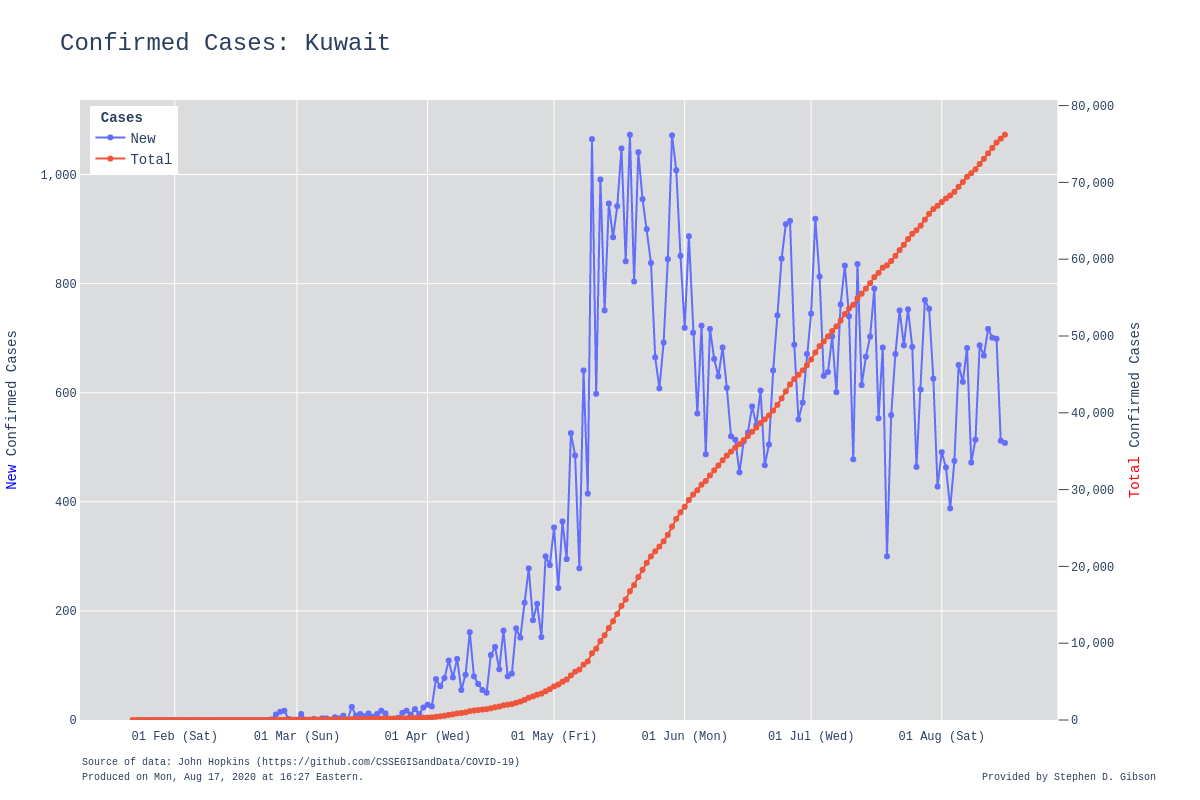 Confirmed Cases: Kuwait
Cases
New
Total
1,000
800
600
400
200
0
New Confirmed Cases
80,000
70,000
60,000
50,000
40,000
30,000
20,000
10,000
0
Total Confirmed Cases
01 Feb (Sat) 01 Mar (Sun) 01 Apr (Wed) 01 May (Fri) 01 Jun (Mon) 01 Jul (Wed) 01 Aug (Sat)
Source of data: John Hopkins (https://github.com/CSSEGISandData/COVID-19)
Produced on Mon, Aug 17, 2020 at 16:27 Eastern.
Provided by Stephen D. Gibson